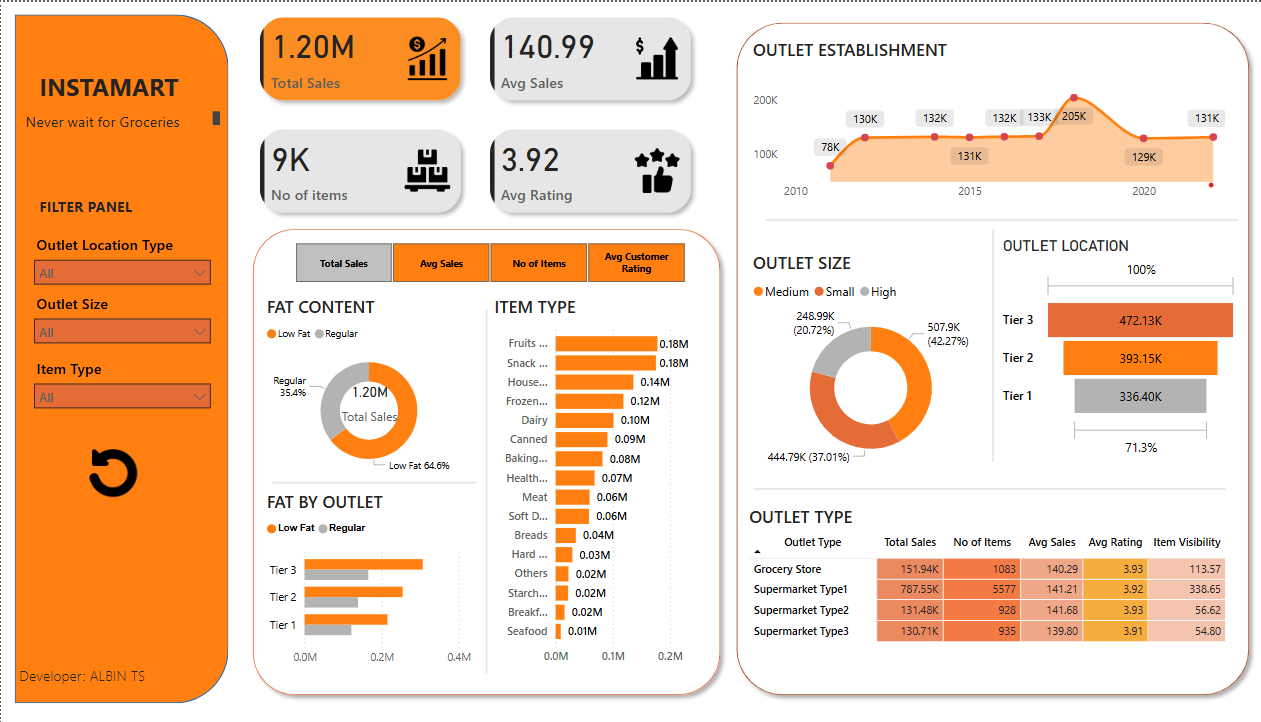 INSTAMART
Never wait for Groceries
FILTER PANEL
Outlet Location Type
All
Outlet Size
All
Item Type
All
Developer: ALBIN TS
1.20M
Total Sales
140.99
Avg Sales
9K
No of items
3.92
Avg Rating
Total Sales
Avg Sales
No of Items
Avg Customer
Rating
FAT CONTENT
Low Fat Regular
Regular
35.4%
1.20M
Total Sales
Low Fat 64.6%
FAT BY OUTLET
Low Fat Regular
Tier 3
Tier 2
Tier 1
0.0M 0.2M 0.4M
ITEM TYPE
Fruits ... 0.18M
Snack ... 0.18M
House... 0.14M
Frozen... 0.12M
Dairy 0.10M
Canned 0.09M
Baking... 0.08M
Health... 0.07M
Meat 0.06M
Soft D... 0.06M
Breads 0.04M
Hard ... 0.03M
Others 0.02M
Starch... 0.02M
Breakf... 0.02M
Seafood 0.01M
0.0M 0.1M 0.2M
OUTLET ESTABLISHMENT
200K
100K
78K 130K 132K 131K 132K 133K 205K 129K 131K
2010 2015 2020
OUTLET SIZE
Medium Small High
248.99K
(20.72%)
507.9K
(42.27%)
444.79K (37.01%)
OUTLET LOCATION
100%
Tier 3 472.13K
Tier 2 393.15K
Tier 1 336.40K
71.3%
OUTLET TYPE
Outlet Type Total Sales No of Items Avg Sales Avg Rating Item Visibility
Grocery Store 151.94K 1083 140.29 3.93 113.57
Supermarket Type1 787.55K 5577 141.21 3.92 338.65
Supermarket Type2 131.48K 928 141.68 3.93 56.62
Supermarket Type3 130.71K 935 139.80 3.91 54.80